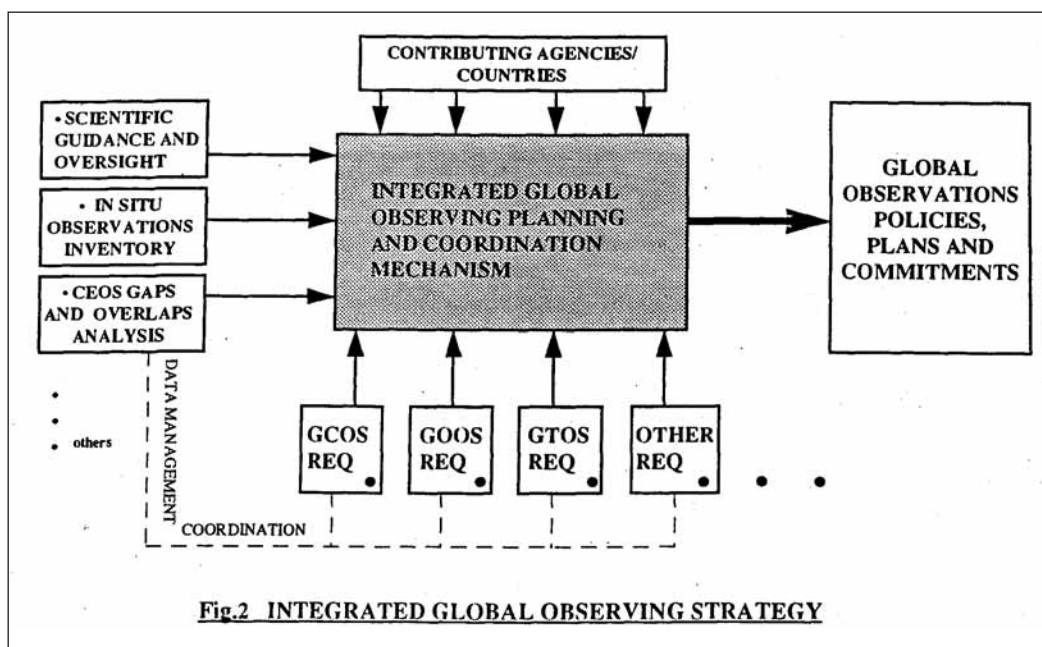 CONTRIBUTING AGENCIES/
COUNTRIES
• SCIENTIFIC
GUIDANCE AND
OVERSIGHT
• IN SITU
OBSERVATIONS
INVENTORY
• CEOS GAPS
AND OVERLAPS
ANALYSIS
INTEGRATED GLOBAL
OBSERVING PLANNING
AND COORDINATION
MECHANISM
GLOBAL
OBSERVATIONS
POLICIES,
PLANS AND
COMMITMENTS
others
DATA MANAGEMENT
COORDINATION
GCOS
REQ
GOOS
REQ
GTOS
REQ
OTHER
REQ
Fig.2 INTEGRATED GLOBAL OBSERVING STRATEGY